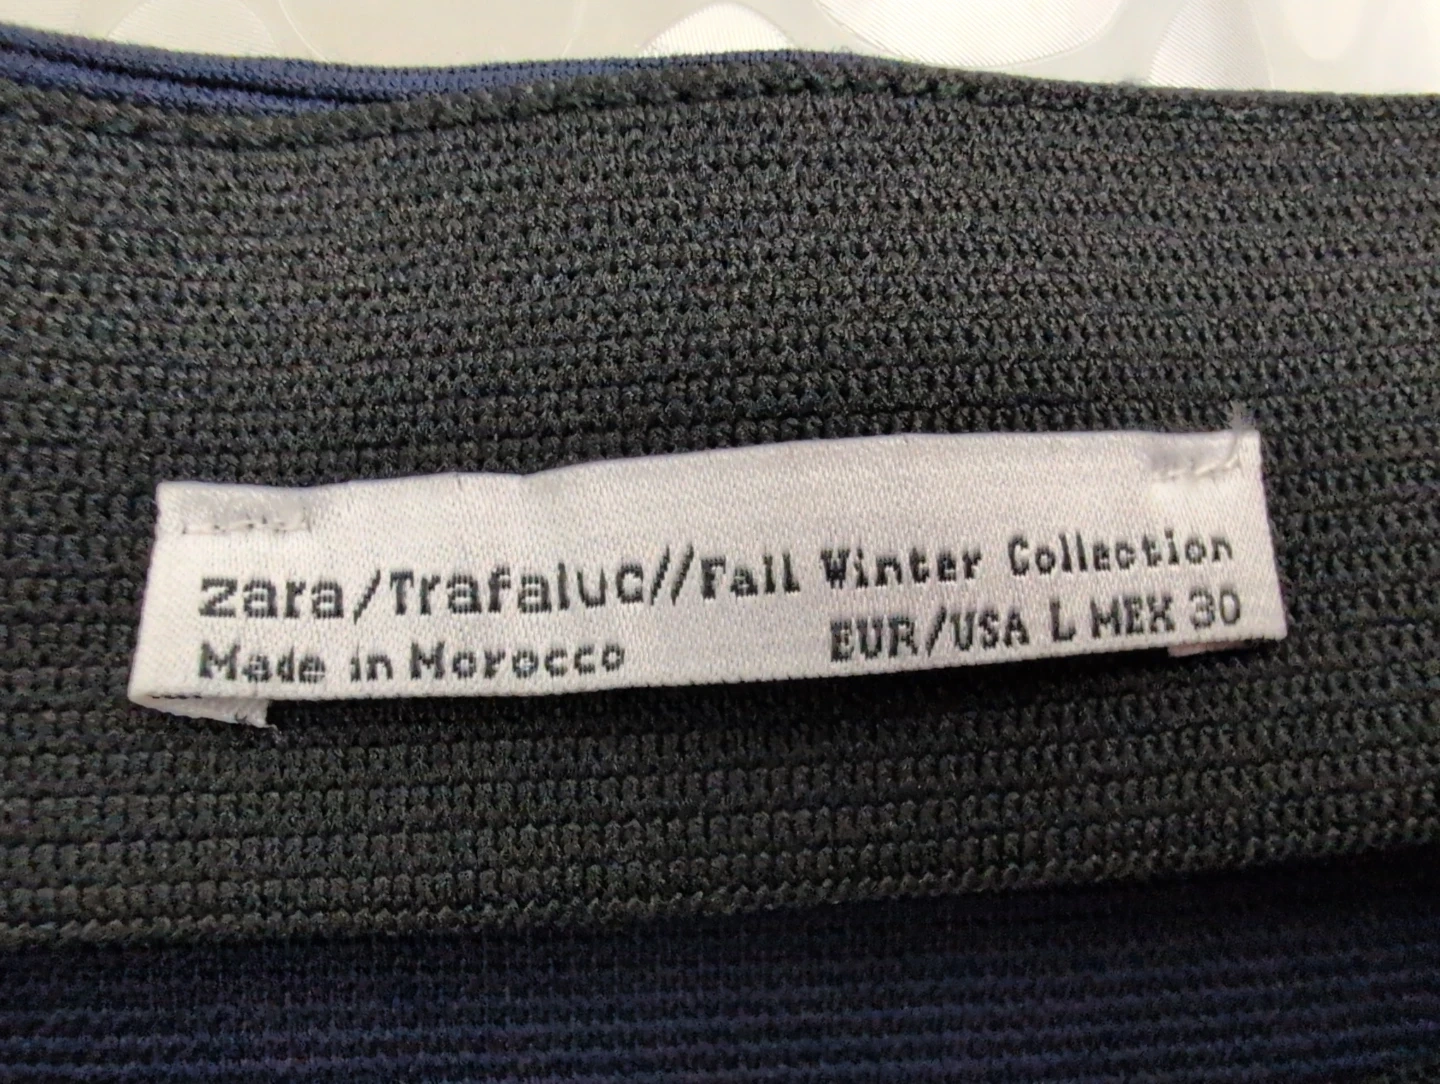 zara/Trafaluc//Fall Winter Collection
Made in Morocco EUR/USA L MEX 30